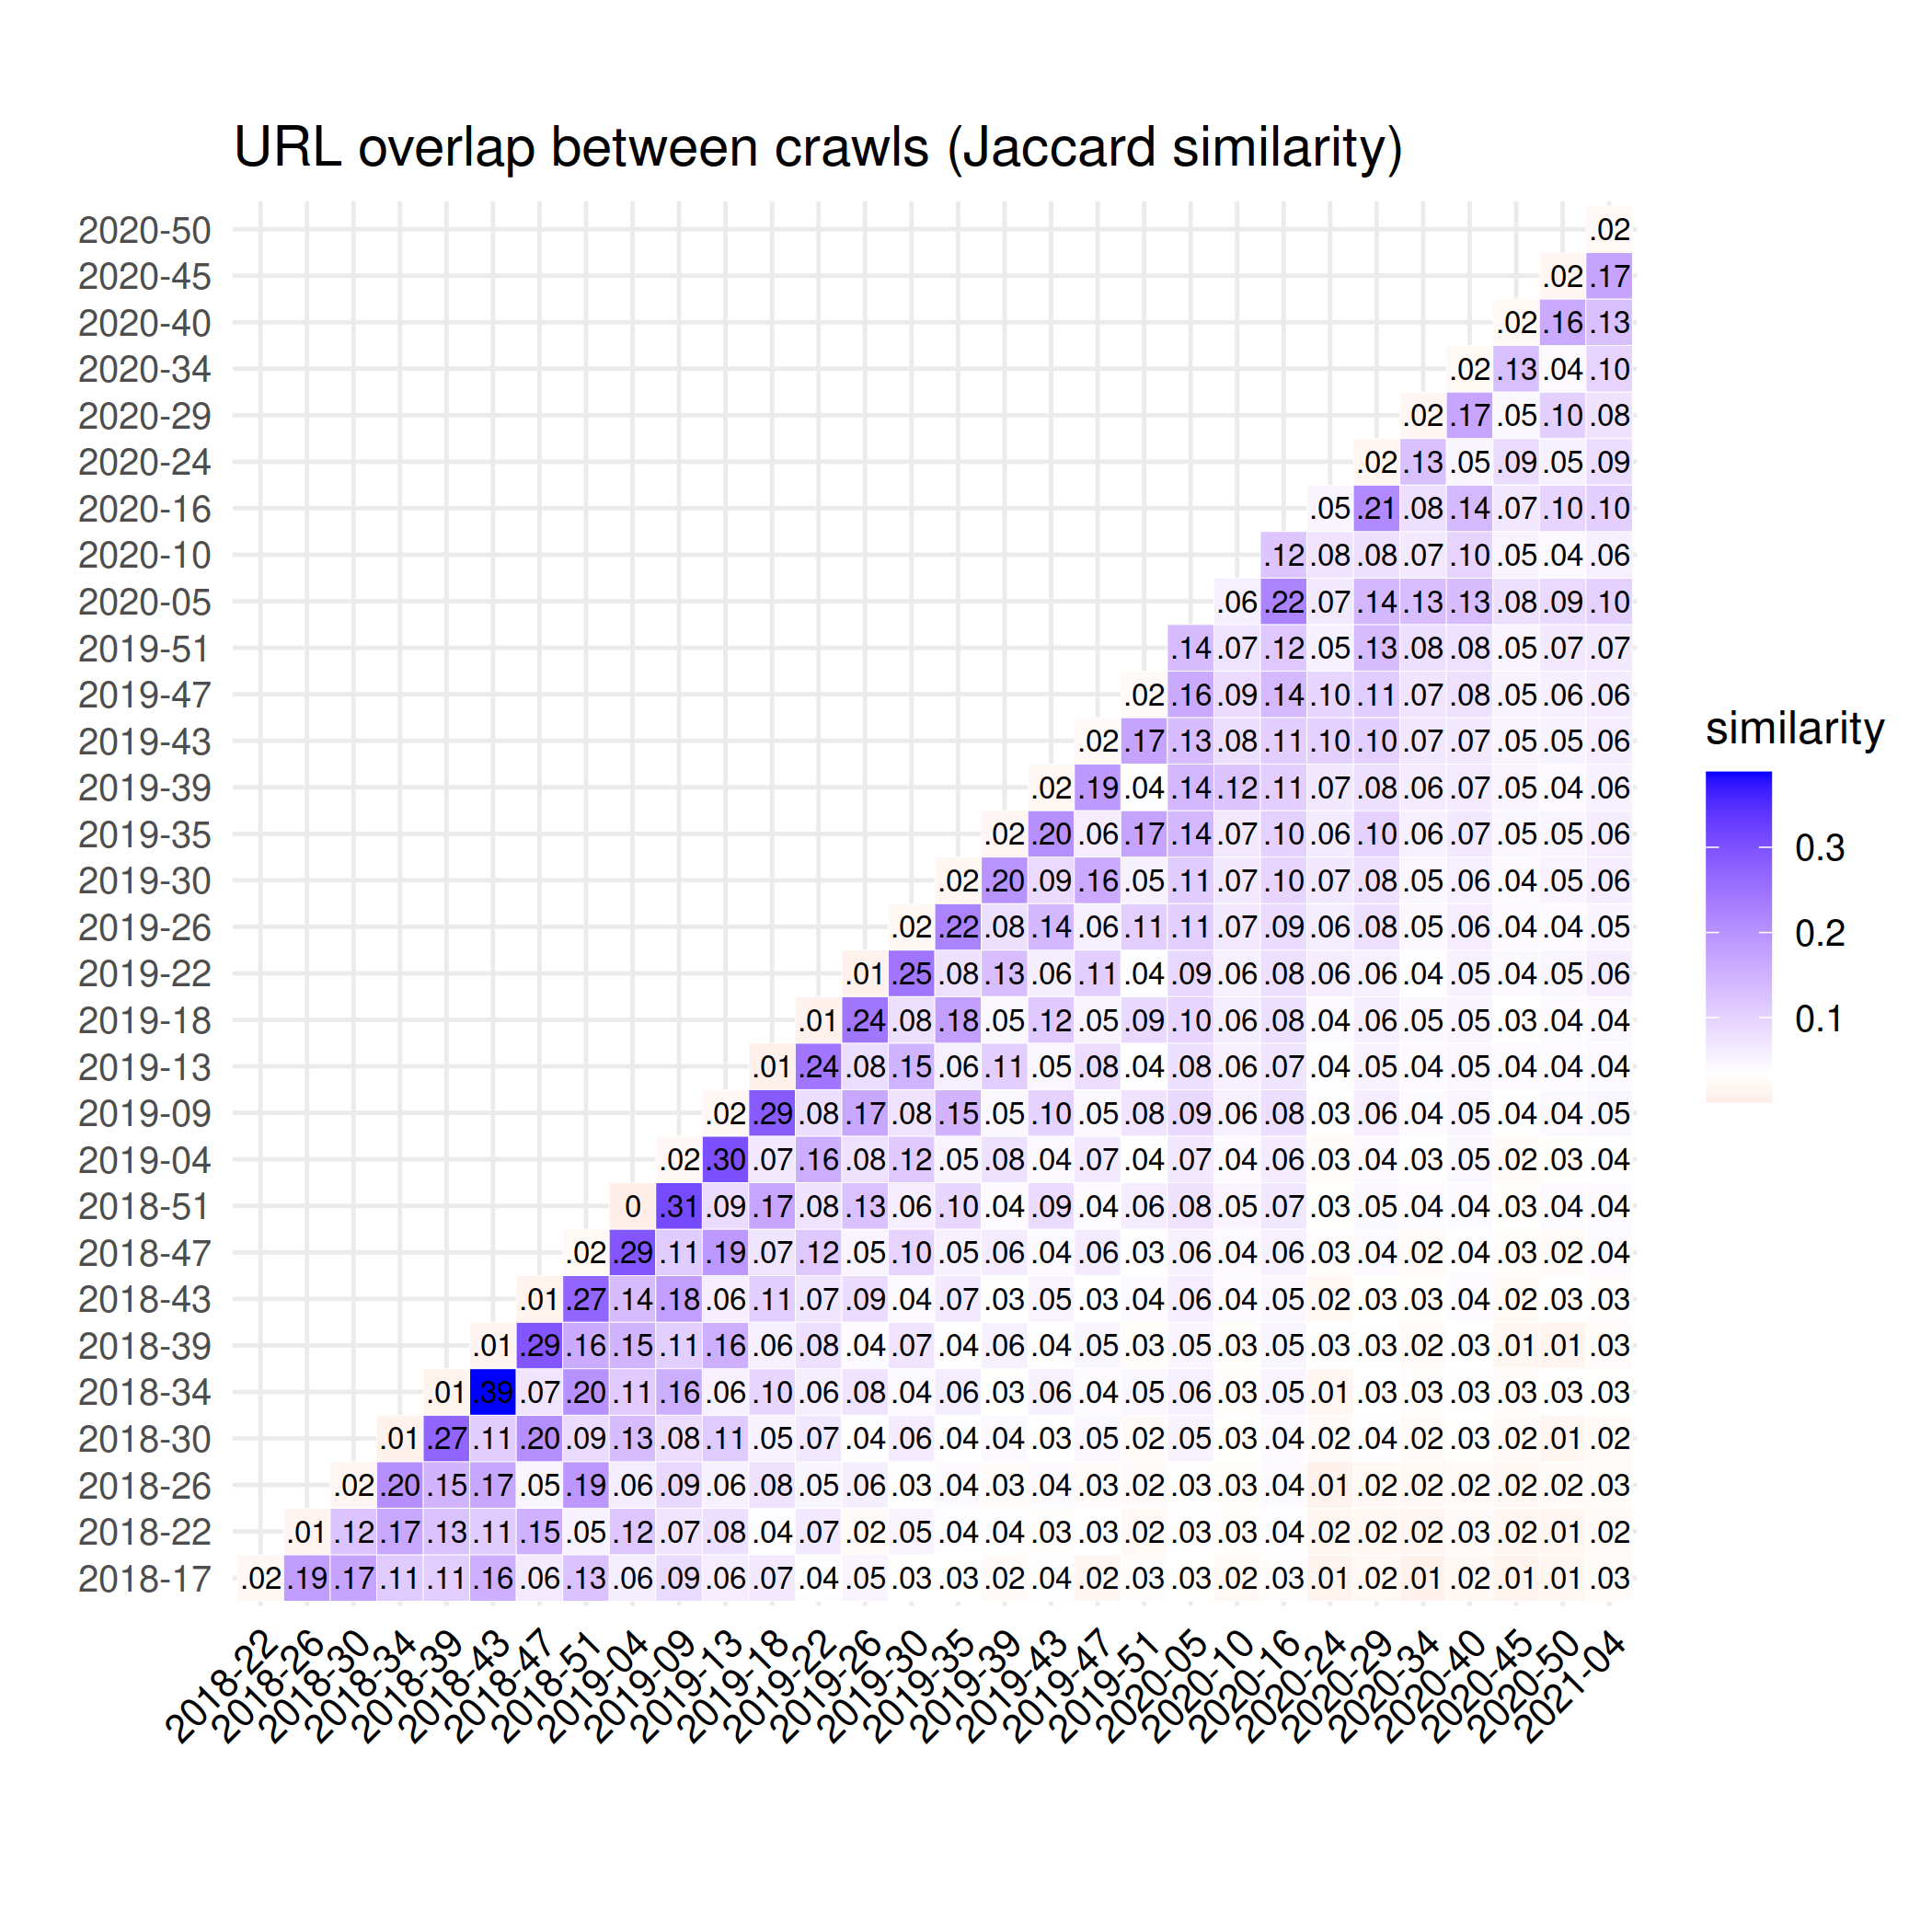 URL overlap between crawls (Jaccard similarity)
2020-50 .02
2020-45 .02 .17
2020-40 .02 .16 .13
2020-34 .02 .13 .04 .10
2020-29 .02 .17 .05 .10 .08
2020-24 .02 .13 .05 .09 .05 .09
2020-16 .05 .21 .08 .14 .07 .10 .10
2020-10 .12 .08 .08 .07 .10 .05 .04 .06
2020-05 .06 .22 .07 .14 .13 .13 .08 .09 .10
2019-51 .14 .07 .12 .05 .13 .08 .08 .05 .07 .07
2019-47 .02 .16 .09 .14 .10 .11 .07 .08 .05 .06 .06
2019-43 .02 .17 .13 .08 .11 .10 .10 .07 .07 .05 .05 .06
2019-39 .02 .19 .04 .14 .12 .11 .07 .08 .06 .07 .05 .04 .06
2019-35 .02 .20 .06 .17 .14 .07 .10 .06 .10 .06 .07 .05 .05 .06
2019-30 .02 .20 .09 .16 .05 .11 .07 .10 .07 .08 .05 .06 .04 .05 .06
2019-26 .02 .22 .08 .14 .06 .11 .11 .07 .09 .06 .08 .05 .06 .04 .04 .05
2019-22 .01 .25 .08 .13 .06 .11 .04 .09 .06 .08 .06 .06 .04 .05 .04 .05 .06
2019-18 .01 .24 .08 .18 .05 .12 .05 .09 .10 .06 .08 .04 .06 .05 .05 .03 .04 .04
2019-13 .01 .24 .08 .15 .06 .11 .05 .08 .04 .08 .06 .07 .04 .05 .04 .05 .04 .04 .04
2019-09 .02 .29 .08 .17 .08 .15 .05 .10 .05 .08 .09 .06 .08 .03 .06 .04 .05 .04 .04 .05
2019-04 .02 .30 .07 .16 .08 .12 .05 .08 .04 .07 .04 .07 .04 .06 .03 .04 .03 .05 .02 .03 .04
2018-51 0 .31 .09 .17 .08 .13 .06 .10 .04 .09 .04 .06 .08 .05 .07 .03 .05 .04 .04 .03 .04 .04
2018-47 .02 .29 .11 .19 .07 .12 .05 .10 .05 .06 .04 .06 .03 .06 .04 .06 .03 .04 .02 .04 .03 .02 .04
2018-43 .01 .27 .14 .18 .06 .11 .07 .09 .04 .07 .03 .05 .03 .04 .06 .04 .05 .02 .03 .03 .04 .02 .03 .03
2018-39 .01 .29 .16 .15 .11 .16 .06 .08 .04 .07 .04 .06 .04 .05 .03 .05 .03 .05 .03 .03 .02 .03 .01 .01 .03
2018-34 .01 .39 .07 .20 .11 .16 .06 .10 .06 .08 .04 .06 .03 .06 .04 .05 .06 .03 .05 .01 .03 .03 .03 .03 .03 .03
2018-30 .01 .27 .11 .20 .09 .13 .08 .11 .05 .07 .04 .06 .04 .04 .03 .05 .02 .05 .03 .04 .02 .04 .02 .03 .02 .01 .02
2018-26 .02 .20 .15 .17 .05 .19 .06 .09 .06 .08 .05 .06 .03 .04 .03 .04 .03 .02 .03 .03 .04 .01 .02 .02 .02 .02 .02 .03
2018-22 .01 .12 .17 .13 .11 .15 .05 .12 .07 .08 .04 .07 .02 .05 .04 .04 .03 .03 .02 .03 .03 .04 .02 .02 .02 .03 .02 .01 .02
2018-17 .02 .19 .17 .11 .11 .16 .06 .13 .06 .09 .06 .07 .04 .05 .03 .03 .02 .04 .02 .03 .03 .02 .03 .01 .02 .01 .02 .01 .01 .03
2018-22 2018-26 2018-30 2018-34 2018-39 2018-43 2018-47 2018-51 2019-04 2019-09 2019-13 2019-18 2019-22 2019-26 2019-30 2019-35 2019-39 2019-43 2019-47 2019-51 2020-05 2020-10 2020-16 2020-24 2020-29 2020-34 2020-40 2020-45 2020-50 2021-04
similarity
0.3
0.2
0.1